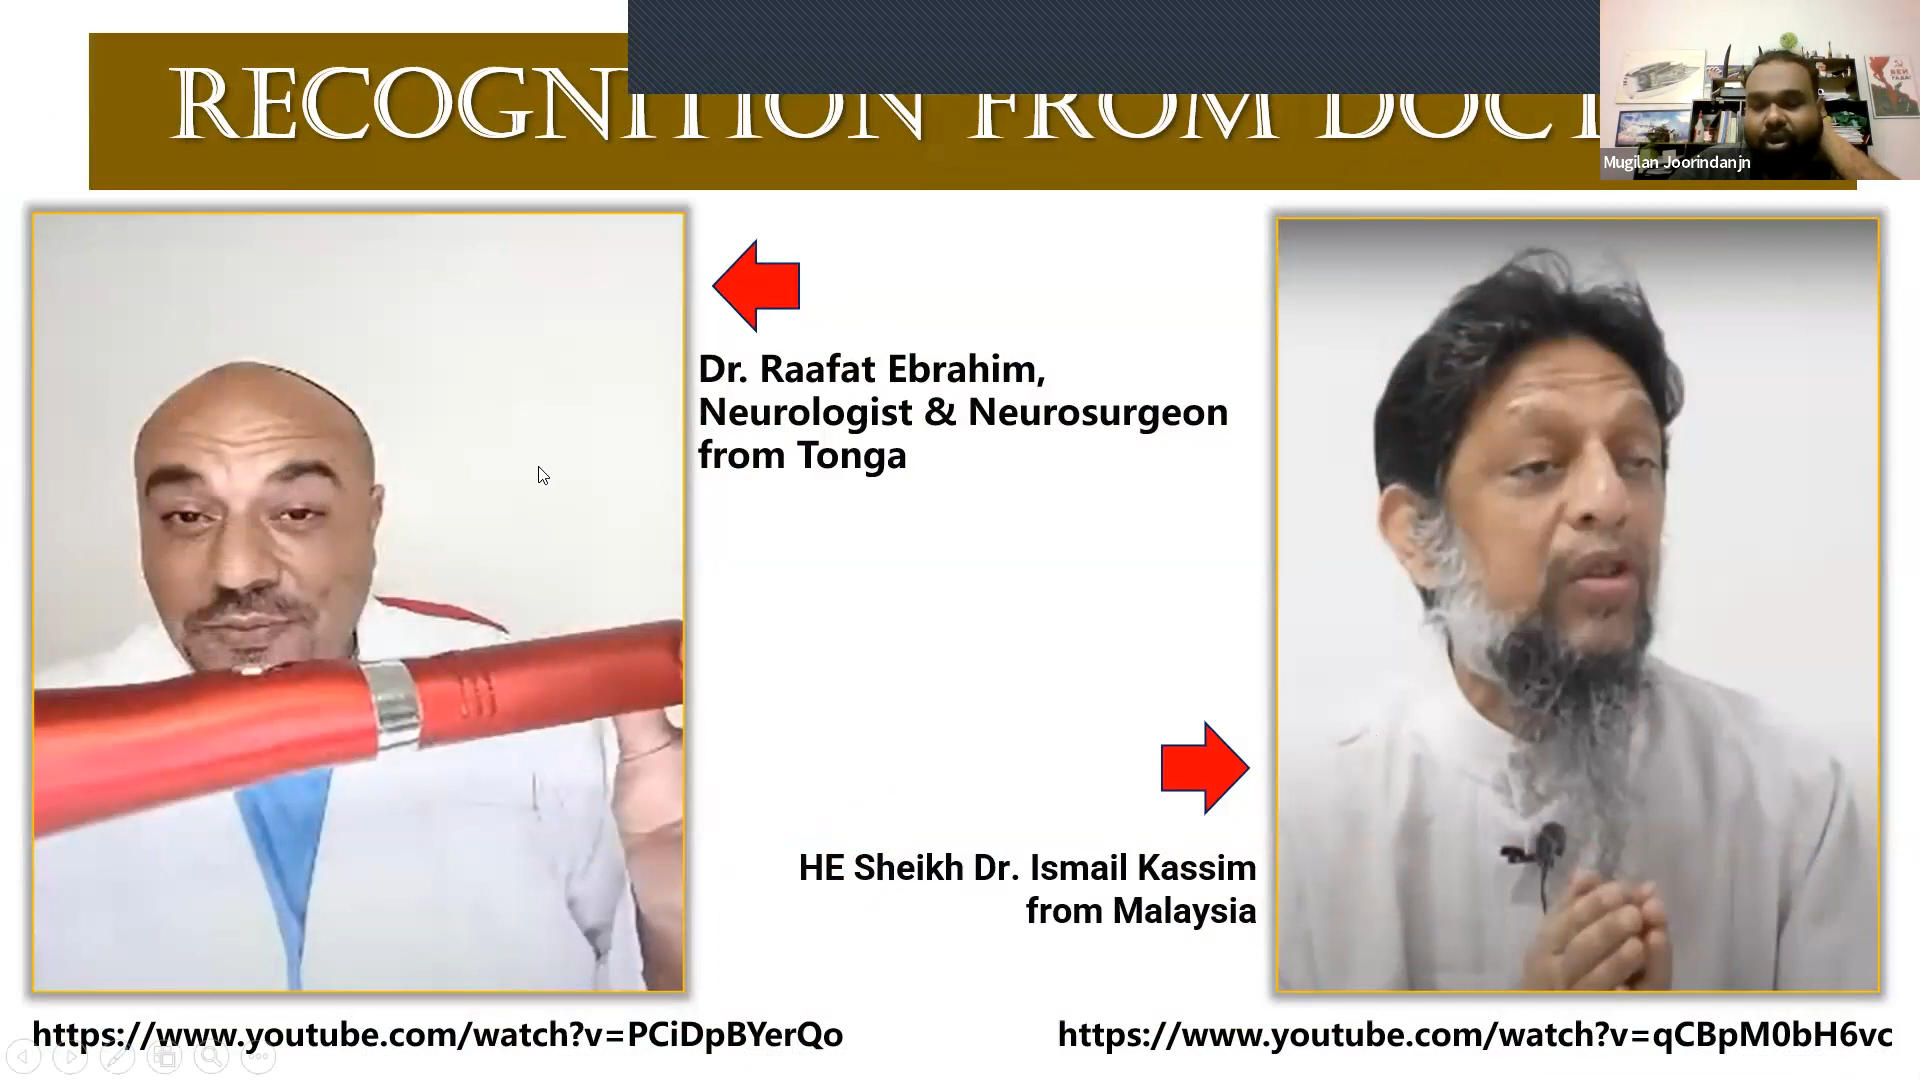 RECOGNITION FROM DOCT
Mugilan Joorindanjn
Dr. Raafat Ebrahim,
Neurologist & Neurosurgeon
from Tonga
HE Sheikh Dr. Ismail Kassim
from Malaysia
https://www.youtube.com/watch?v=PCiDpBYerQo
https://www.youtube.com/watch?v=qCBpM0bH6vc